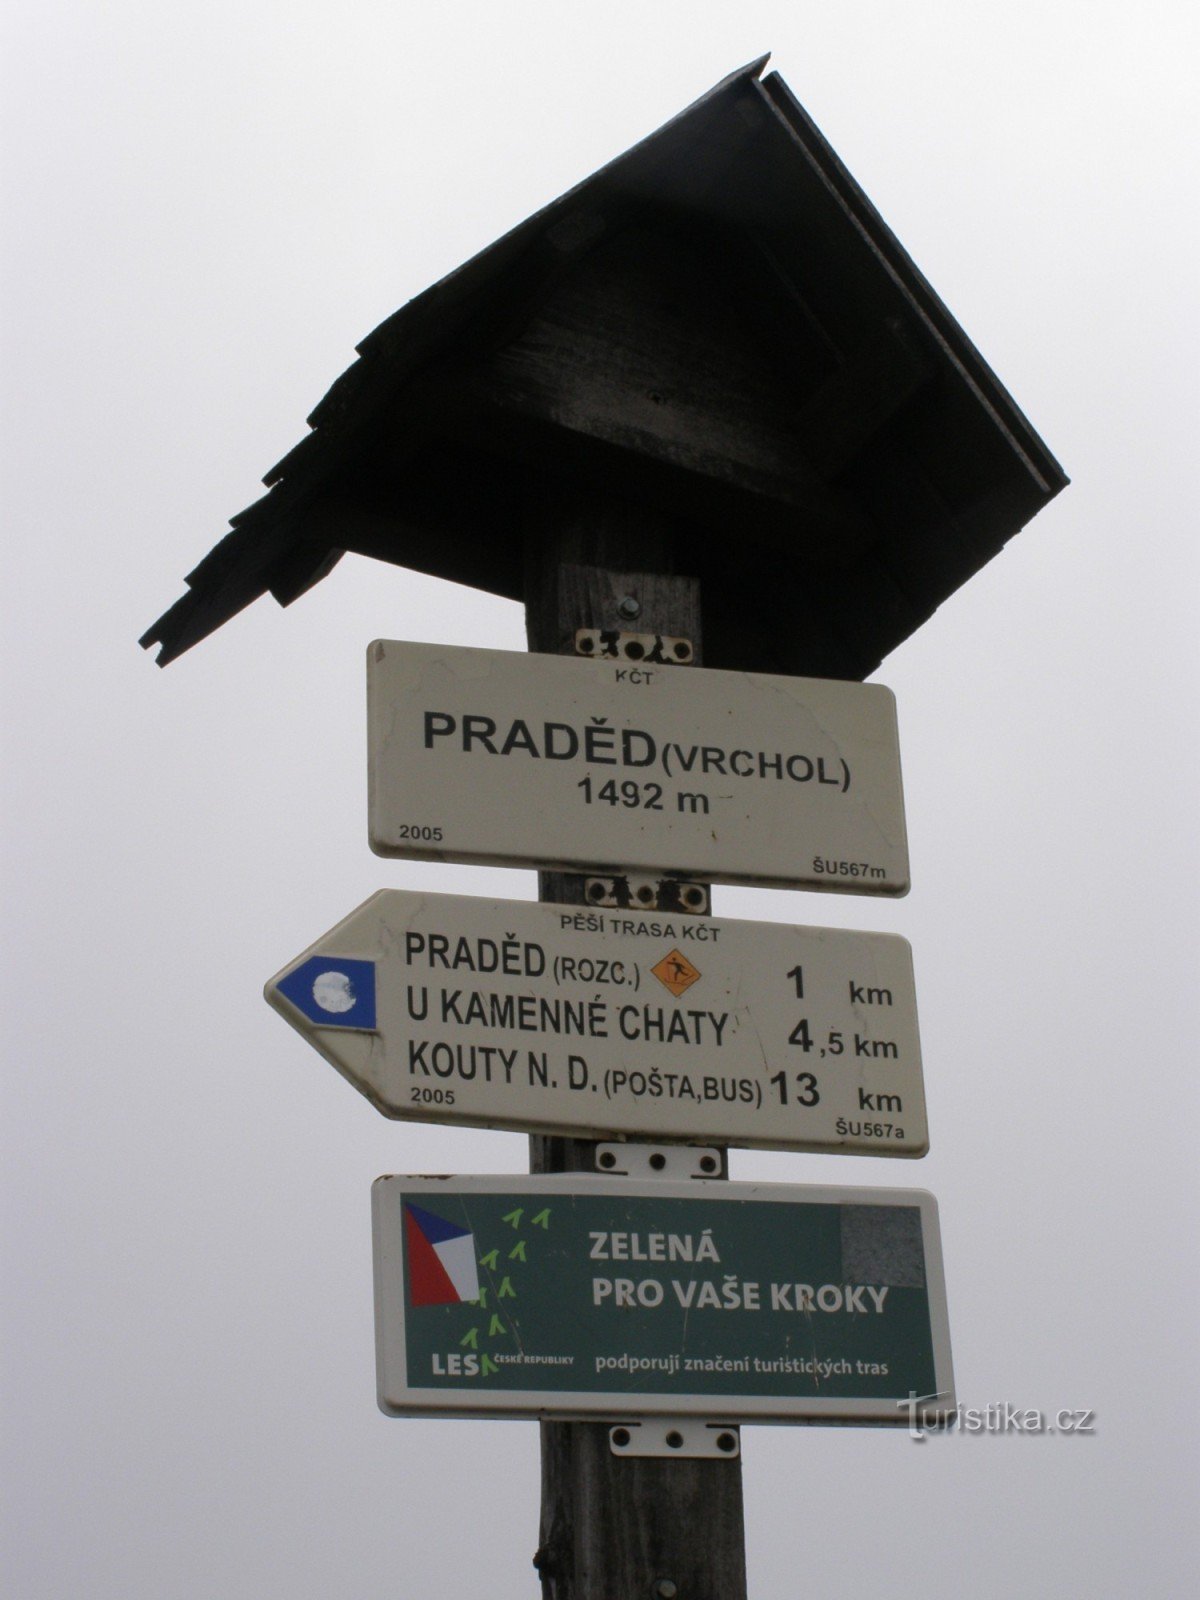 KČT
PRADĚD (VRCHOL)
1492 m
2005 ŠU567m
PĚŠÍ TRASA KČT
PRADĚD (ROZC.) 1 km
U KAMENNÉ CHATY 4,5 km
KOUTY N. D. (POŠTA,BUS) 13 km
2005 ŠU567a
ZELENÁ
PRO VAŠE KROKY
LES ČESKÉ REPUBLIKY podporují značení turistických tras
Turistika.cz